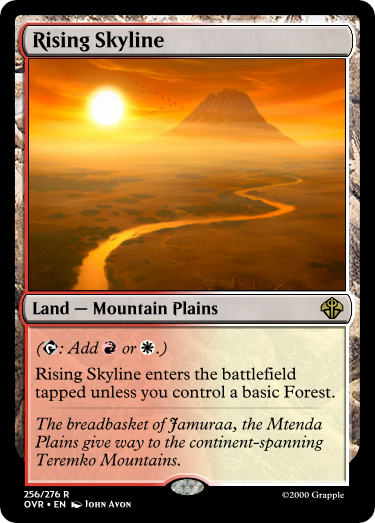 Rising Skyline
Land — Mountain Plains
(T: Add R or W.)
Rising Skyline enters the battlefield
tapped unless you control a basic Forest.
The breadbasket of Jamuraa, the Mtenda
Plains give way to the continent-spanning
Teremko Mountains.
256/276 R
OVR • EN John Avon
©2000 Grapple